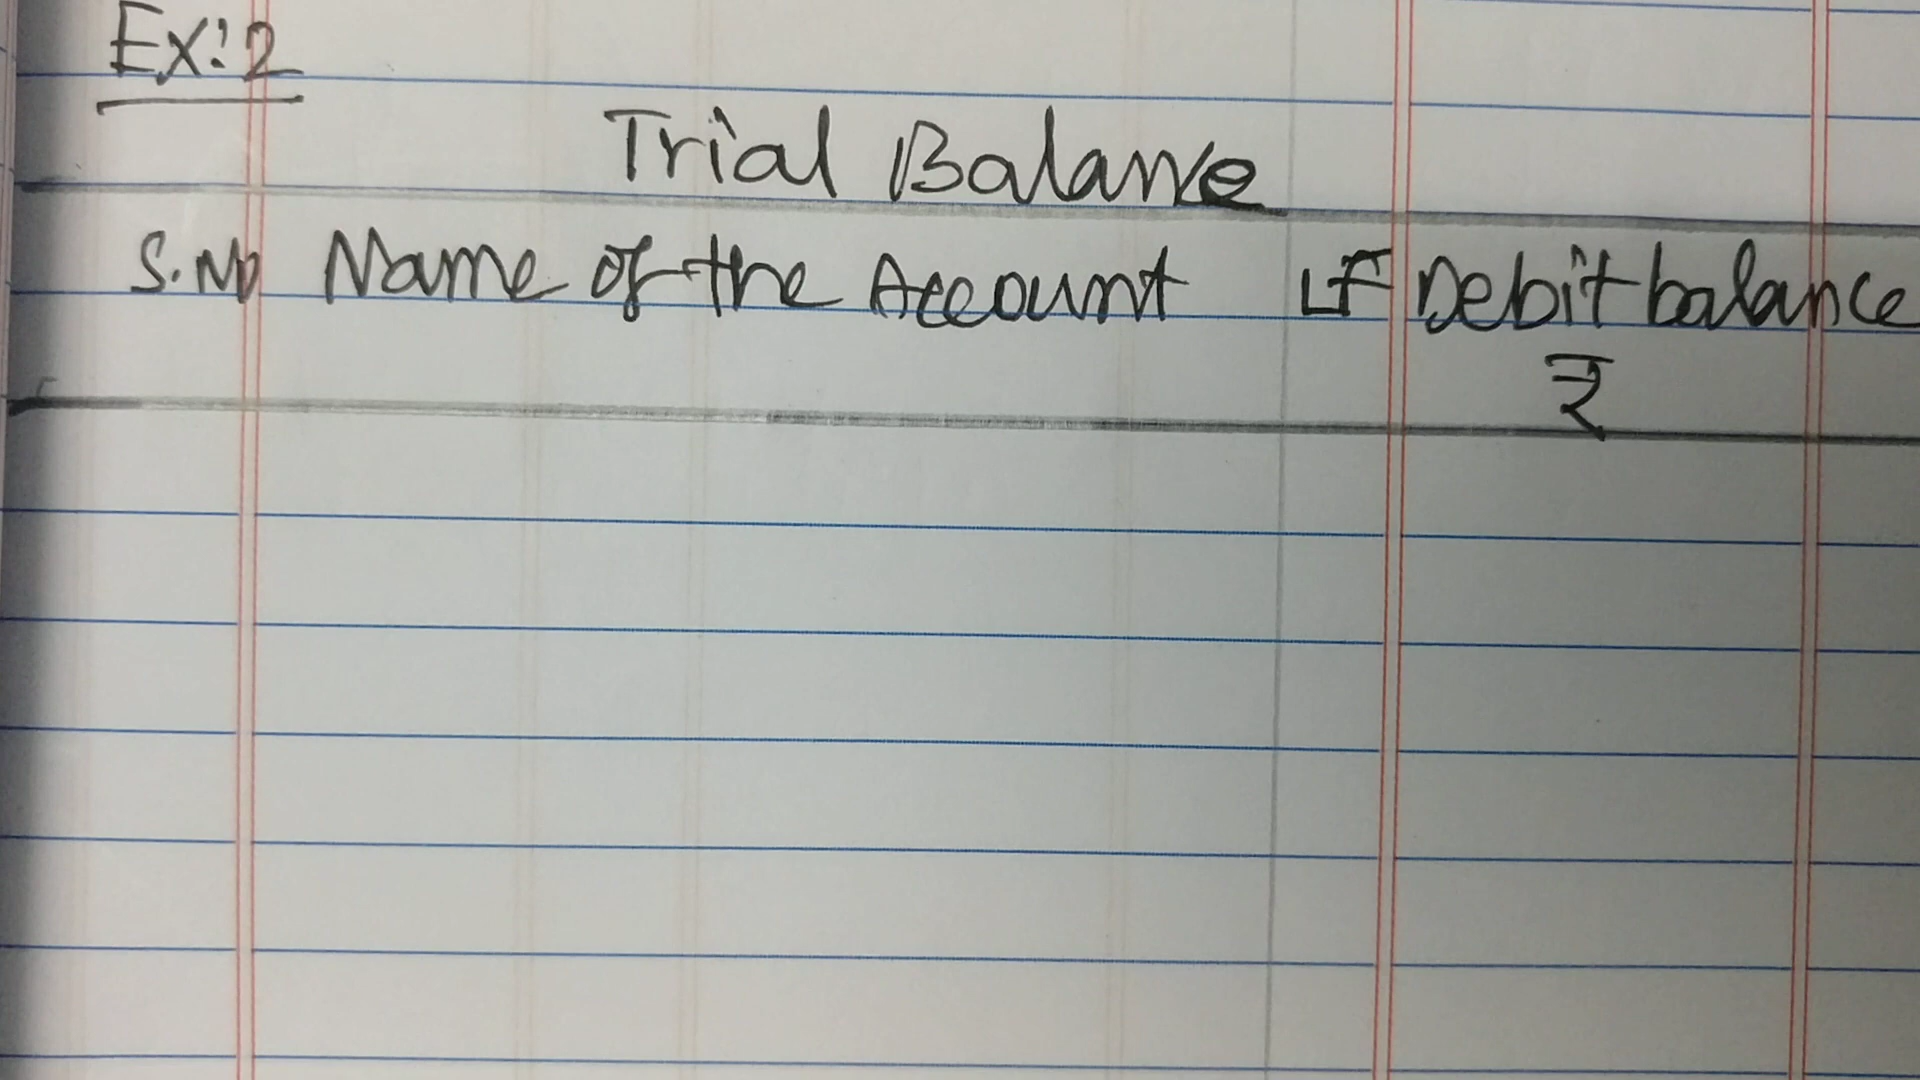 Ex: 2
Trial Balance
S.No Name of the Account LF Debit balance
₹